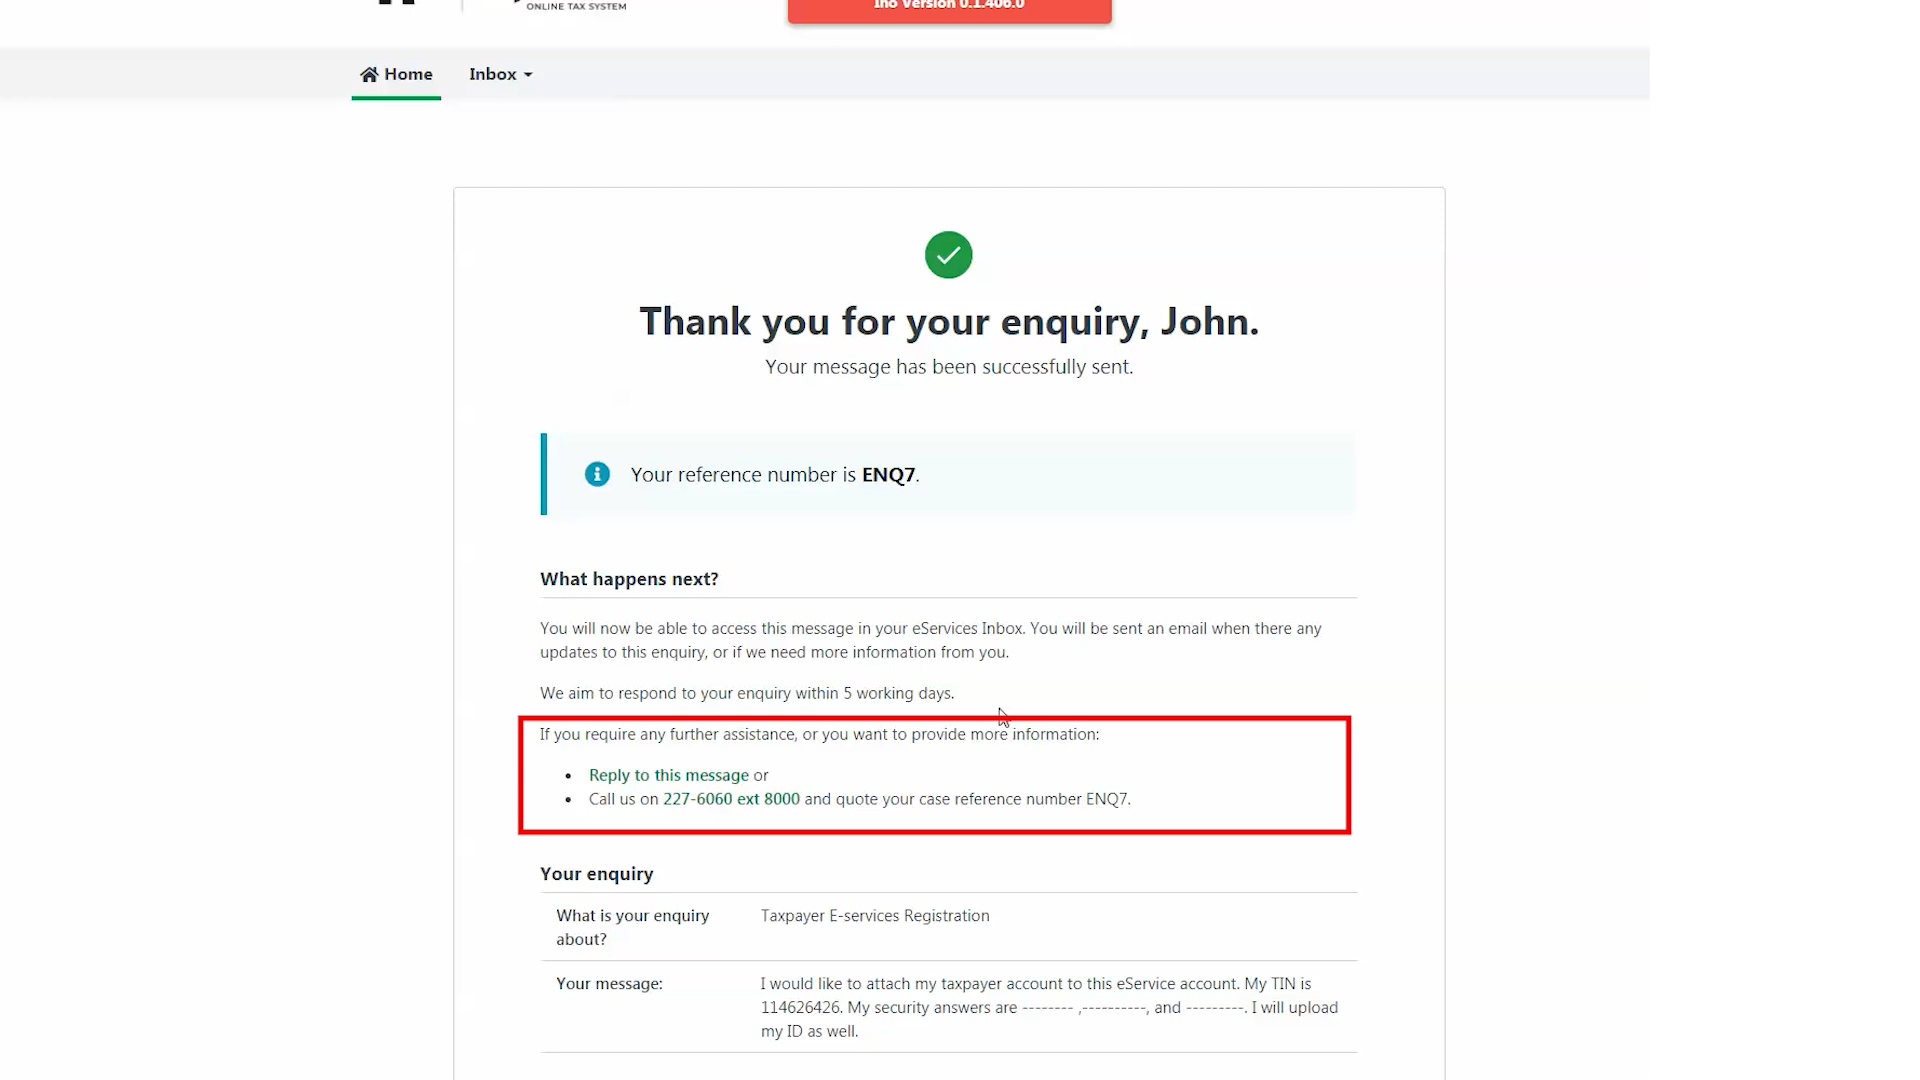 ONLINE TAX SYSTEM
Ino Version 0.1.406.0
Home Inbox
Thank you for your enquiry, John.
Your message has been successfully sent.
Your reference number is ENQ7.
What happens next?
You will now be able to access this message in your eServices Inbox. You will be sent an email when there any
updates to this enquiry, or if we need more information from you.
We aim to respond to your enquiry within 5 working days.
If you require any further assistance, or you want to provide more information:
• Reply to this message or
• Call us on 227-6060 ext 8000 and quote your case reference number ENQ7.
Your enquiry
What is your enquiry Taxpayer E-services Registration
about?
Your message: I would like to attach my taxpayer account to this eService account. My TIN is
114626426. My security answers are -------- ,----------, and ---------. I will upload
my ID as well.